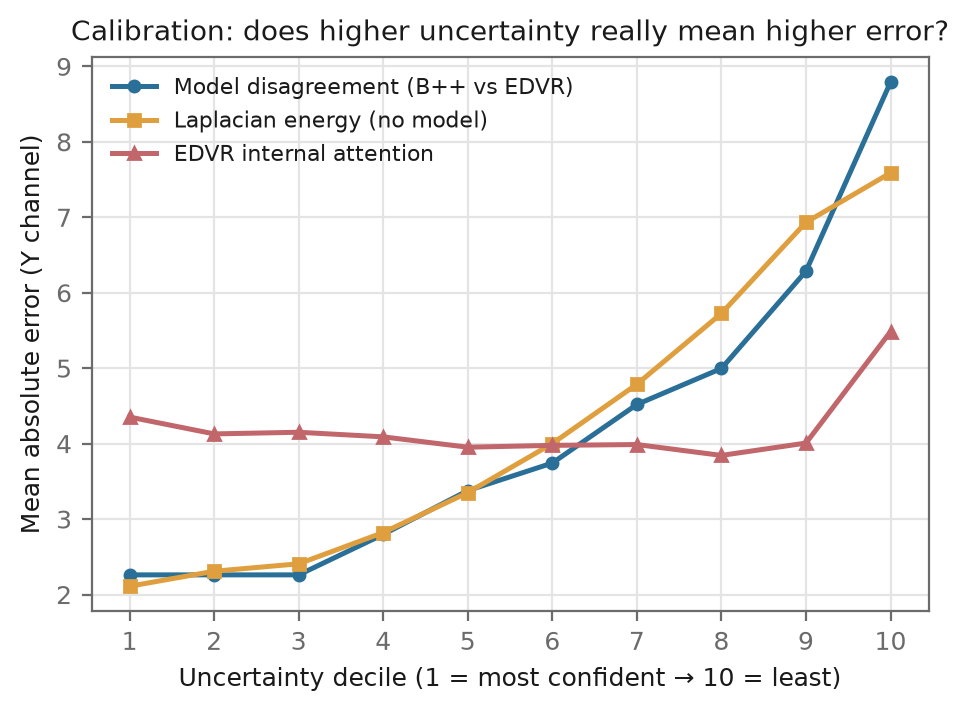 Calibration: does higher uncertainty really mean higher error?
Model disagreement (B++ vs EDVR)
Laplacian energy (no model)
EDVR internal attention
Mean absolute error (Y channel)
9
8
7
6
5
4
3
2
1 2 3 4 5 6 7 8 9 10
Uncertainty decile (1 = most confident → 10 = least)